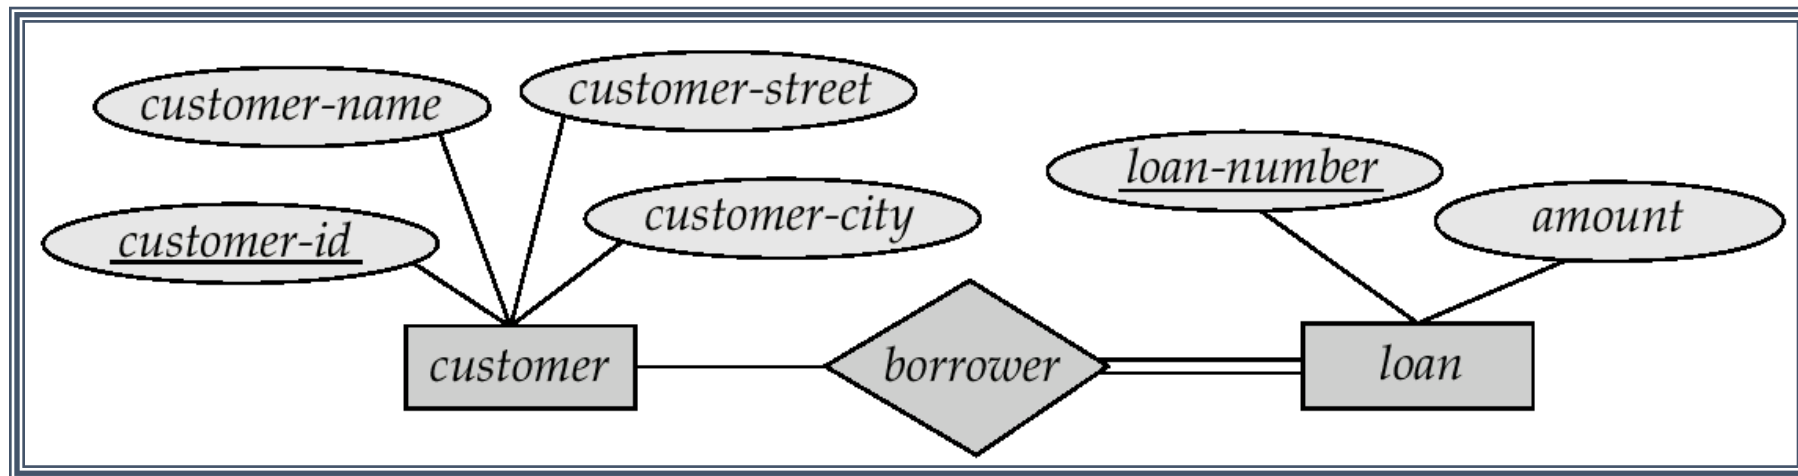 customer-name
customer-street
customer-id
customer-city
loan-number
amount
customer
borrower
loan